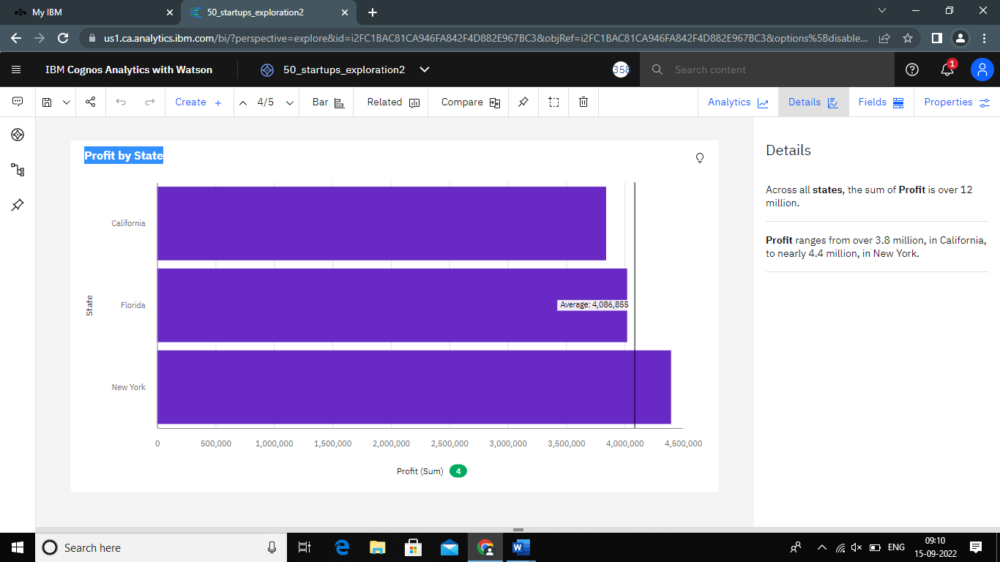 My IBM
50_startups_exploration2
us1.ca.analytics.ibm.com/bi/?perspective=explore&id=i2FC1BAC81CA946FA842F4D882E967BC3&objRef=i2FC1BAC81CA946FA842F4D882E967BC3&options%5Bdisable...
IBM Cognos Analytics with Watson
50_startups_exploration2
358
Search content
1
Create +
4/5
Bar
Related
Compare
Analytics
Details
Fields
Properties
Profit by State
California
Florida
New York
State
Average: 4,086,855
0 500,000 1,000,000 1,500,000 2,000,000 2,500,000 3,000,000 3,500,000 4,000,000 4,500,000
Profit (Sum) 4
Details
Across all states, the sum of Profit is over 12
million.
Profit ranges from over 3.8 million, in California,
to nearly 4.4 million, in New York.
Search here
W
ENG
09:10
15-09-2022